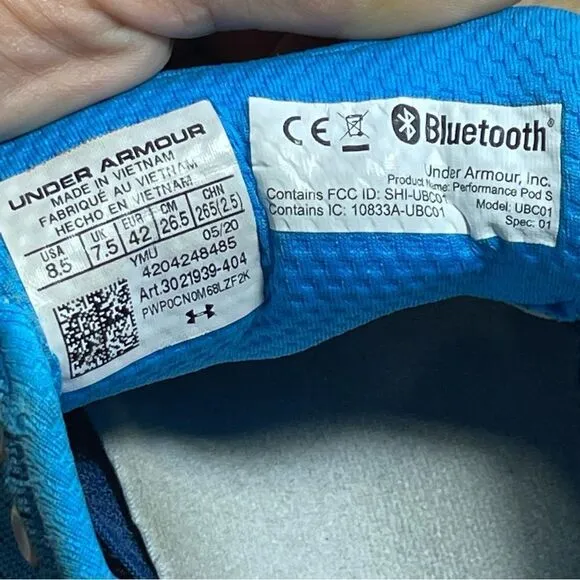 UNDER ARMOUR
MADE IN VIETNAM
FABRIQUÉ AU VIETNAM
HECHO EN VIETNAM
USA UK EUR CM CHN
8.5 7.5 42 26.5 265(2.5)
YMU 05/20
4204248485
Art.3021939-404
PWP0CN0M68LZF2K
CE Bluetooth®
Under Armour, Inc.
Product Name: Performance Pod S
Contains FCC ID: SHI-UBC01 Model: UBC01
Contains IC: 10833A-UBC01 Spec: 01